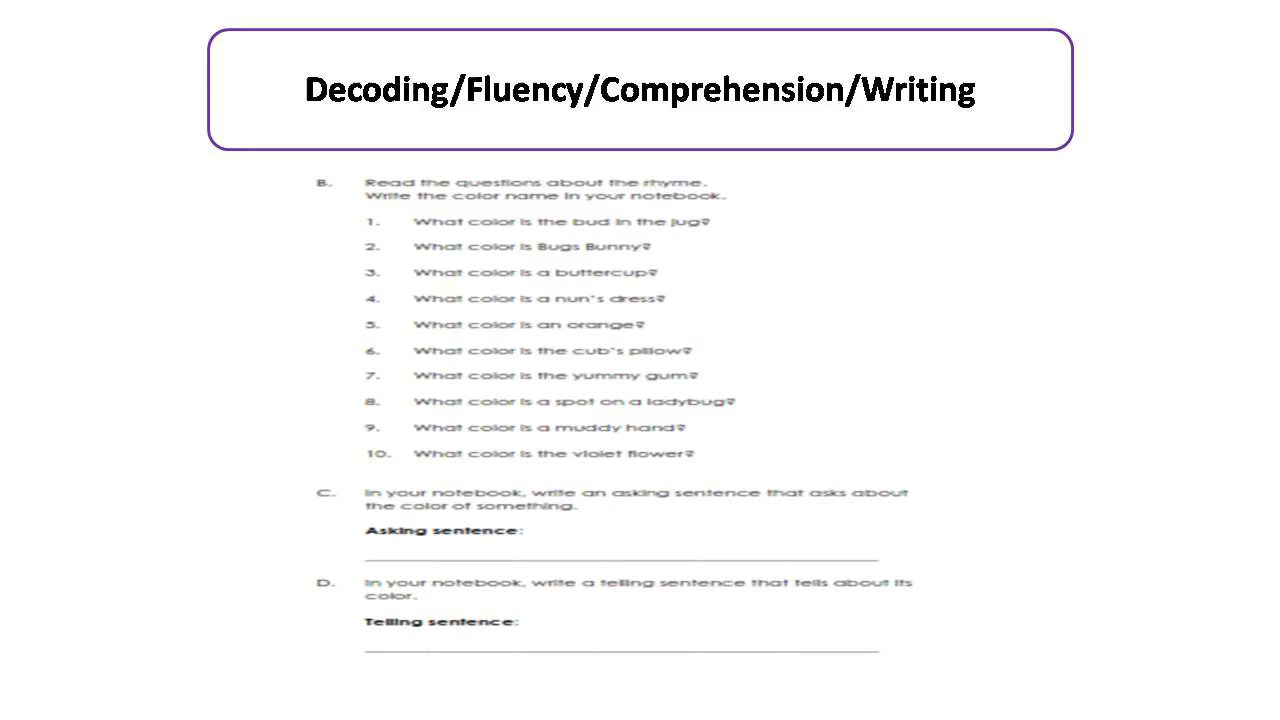 Decoding/Fluency/Comprehension/Writing
B. Read the questions about the rhyme.
Write the color name in your notebook.
1. What color is the bud in the jug?
2. What color is Bugs Bunny?
3. What color is a buttercup?
4. What color is a nun's dress?
5. What color is an orange?
6. What color is the cub's pillow?
7. What color is the yummy gum?
8. What color is a spot on a ladybug?
9. What color is a muddy hand?
10. What color is the violet flower?
C. In your notebook, write an asking sentence that asks about
the color of something.
Asking sentence:
D. In your notebook, write a telling sentence that tells about its
color.
Telling sentence: